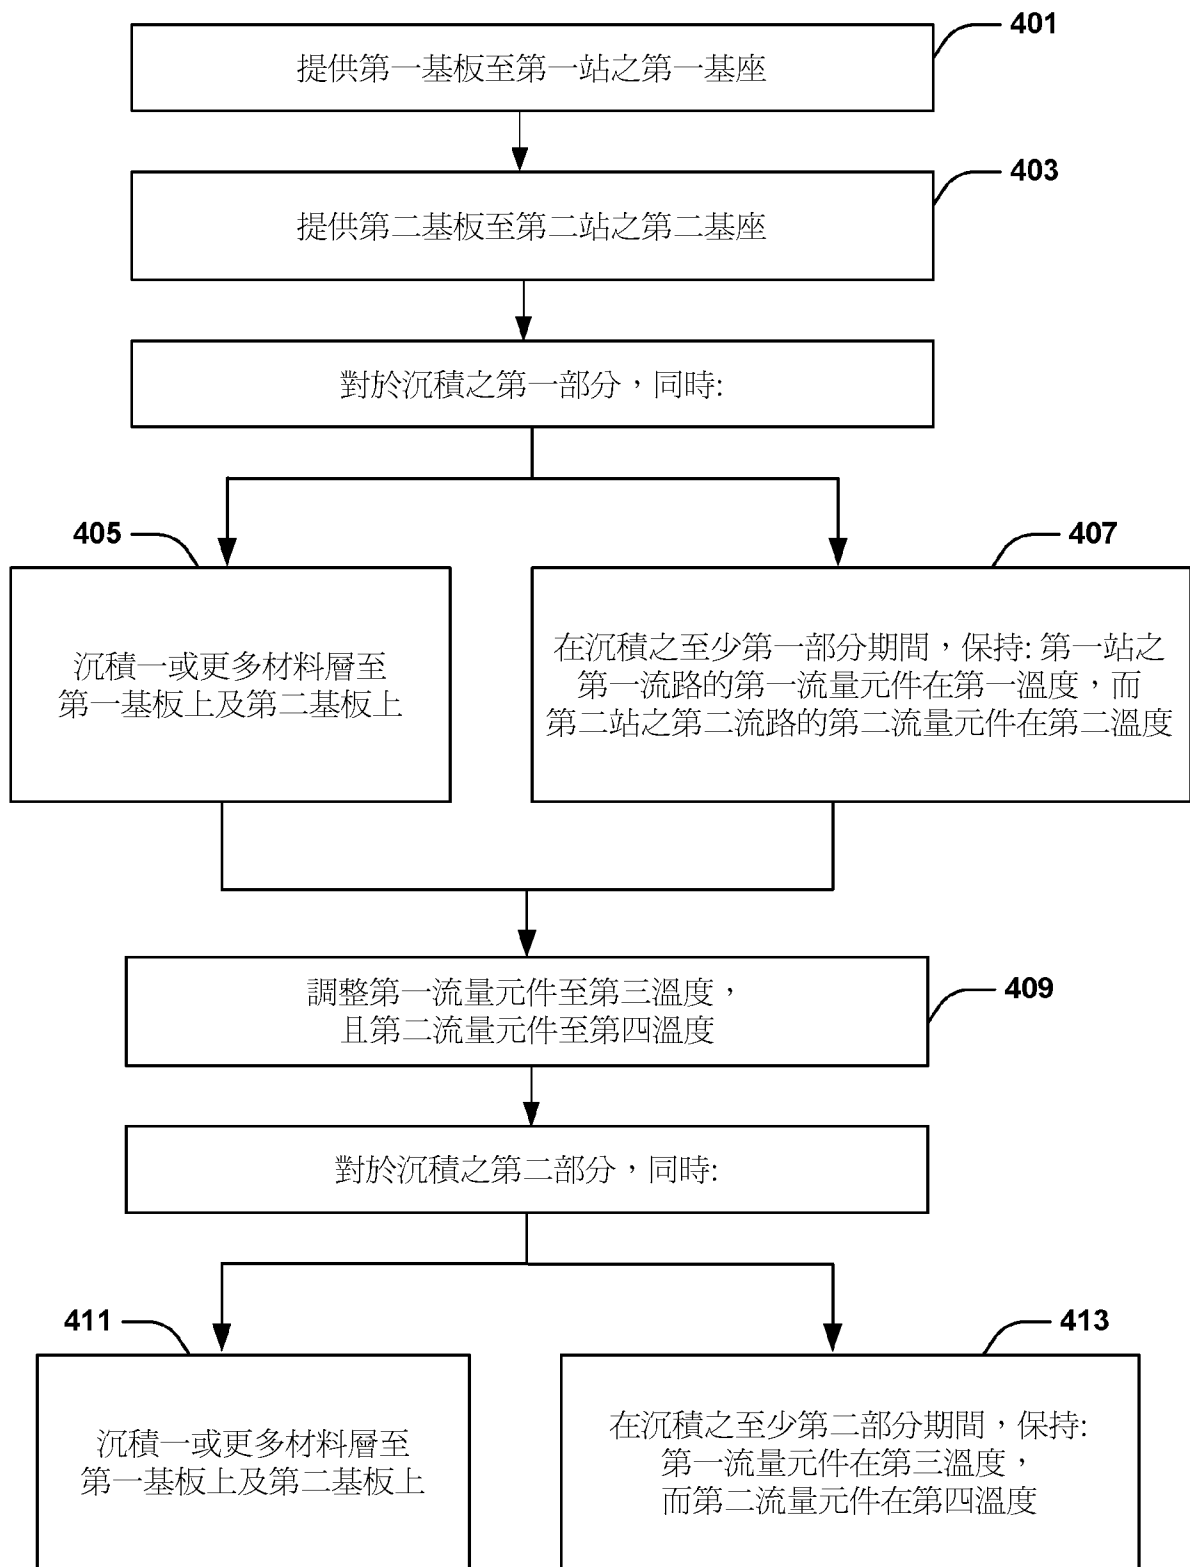 401
提供第一基板至第一站之第一基座
403
提供第二基板至第二站之第二基座
對於沉積之第一部分，同時:
405
407
沉積一或更多材料層至
第一基板上及第二基板上
在沉積之至少第一部分期間，保持: 第一站之
第一流路的第一流量元件在第一溫度，而
第二站之第二流路的第二流量元件在第二溫度
調整第一流量元件至第三溫度，
且第二流量元件至第四溫度
409
對於沉積之第二部分，同時:
411
413
沉積一或更多材料層至
第一基板上及第二基板上
在沉積之至少第二部分期間，保持:
第一流量元件在第三溫度，
而第二流量元件在第四溫度